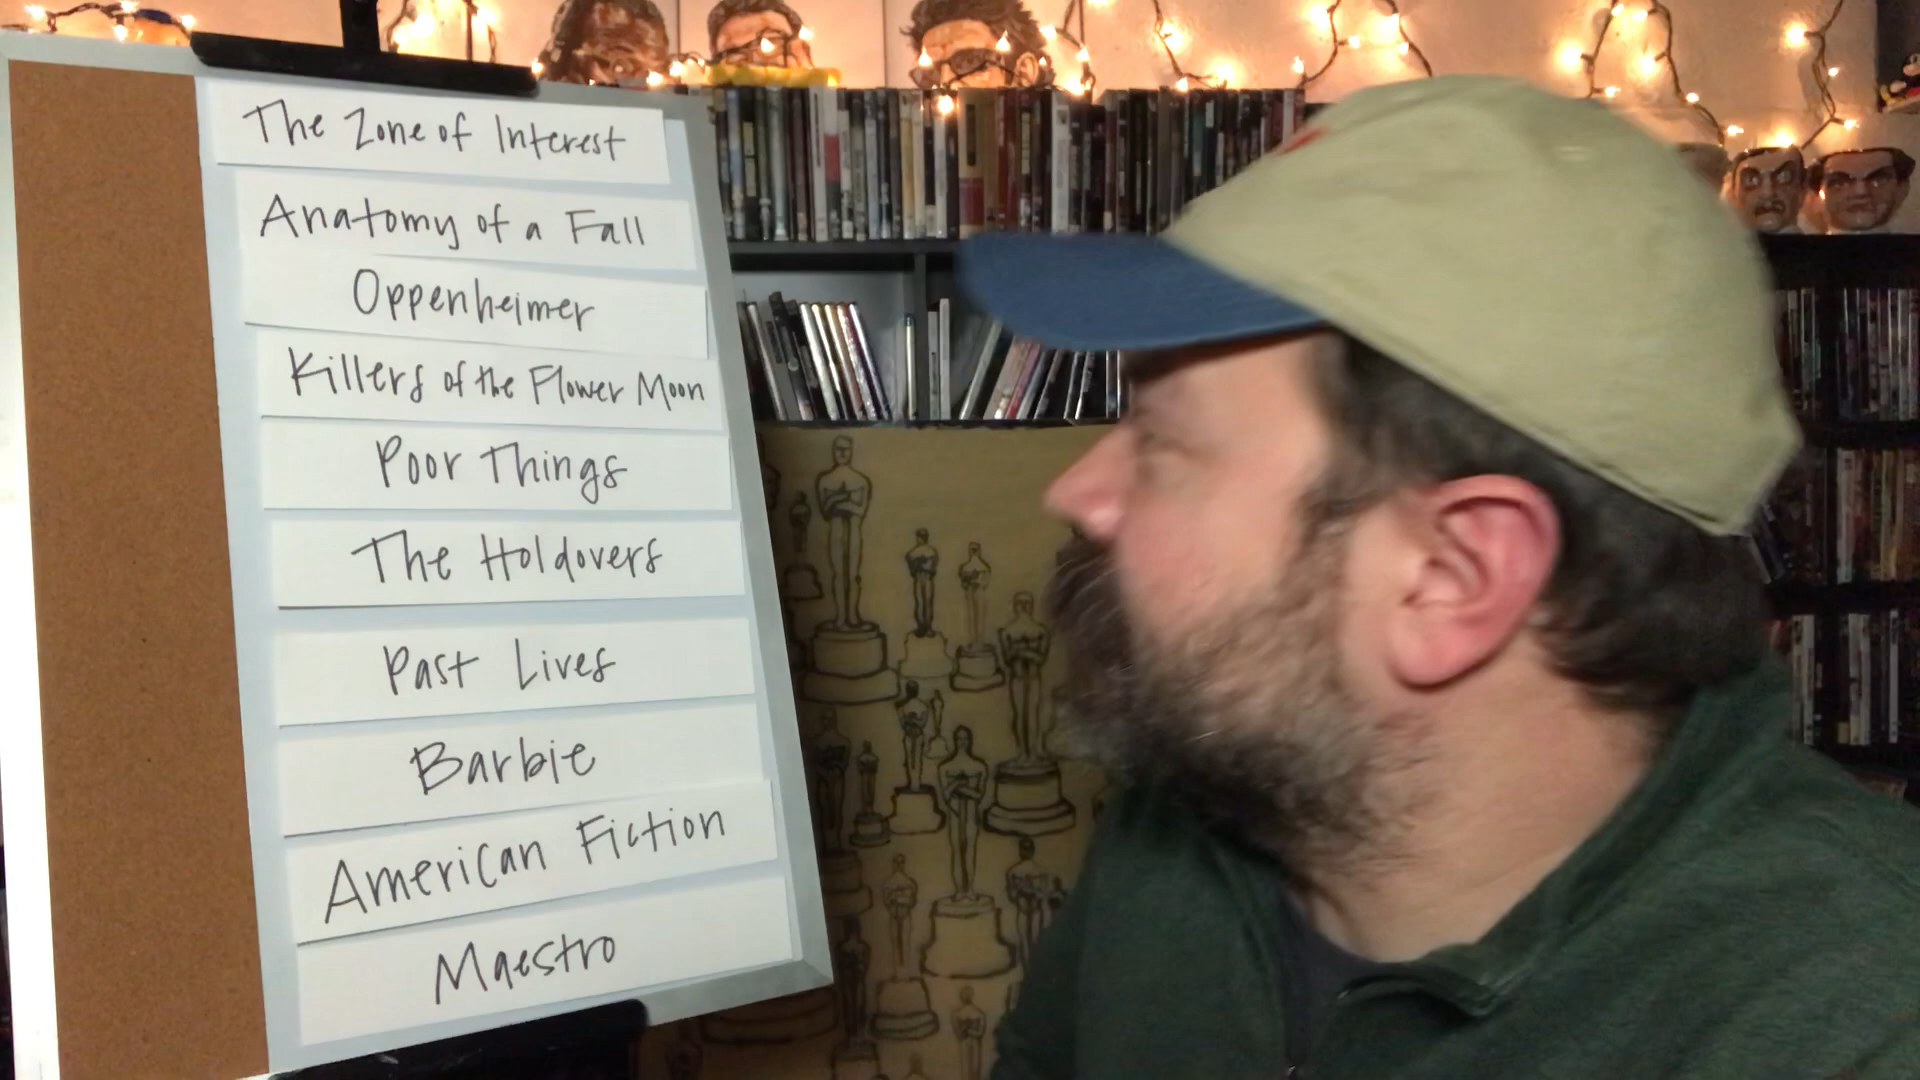 The Zone of Interest
Anatomy of a Fall
Oppenheimer
Killers of the Flower Moon
Poor Things
The Holdovers
Past Lives
Barbie
American Fiction
Maestro